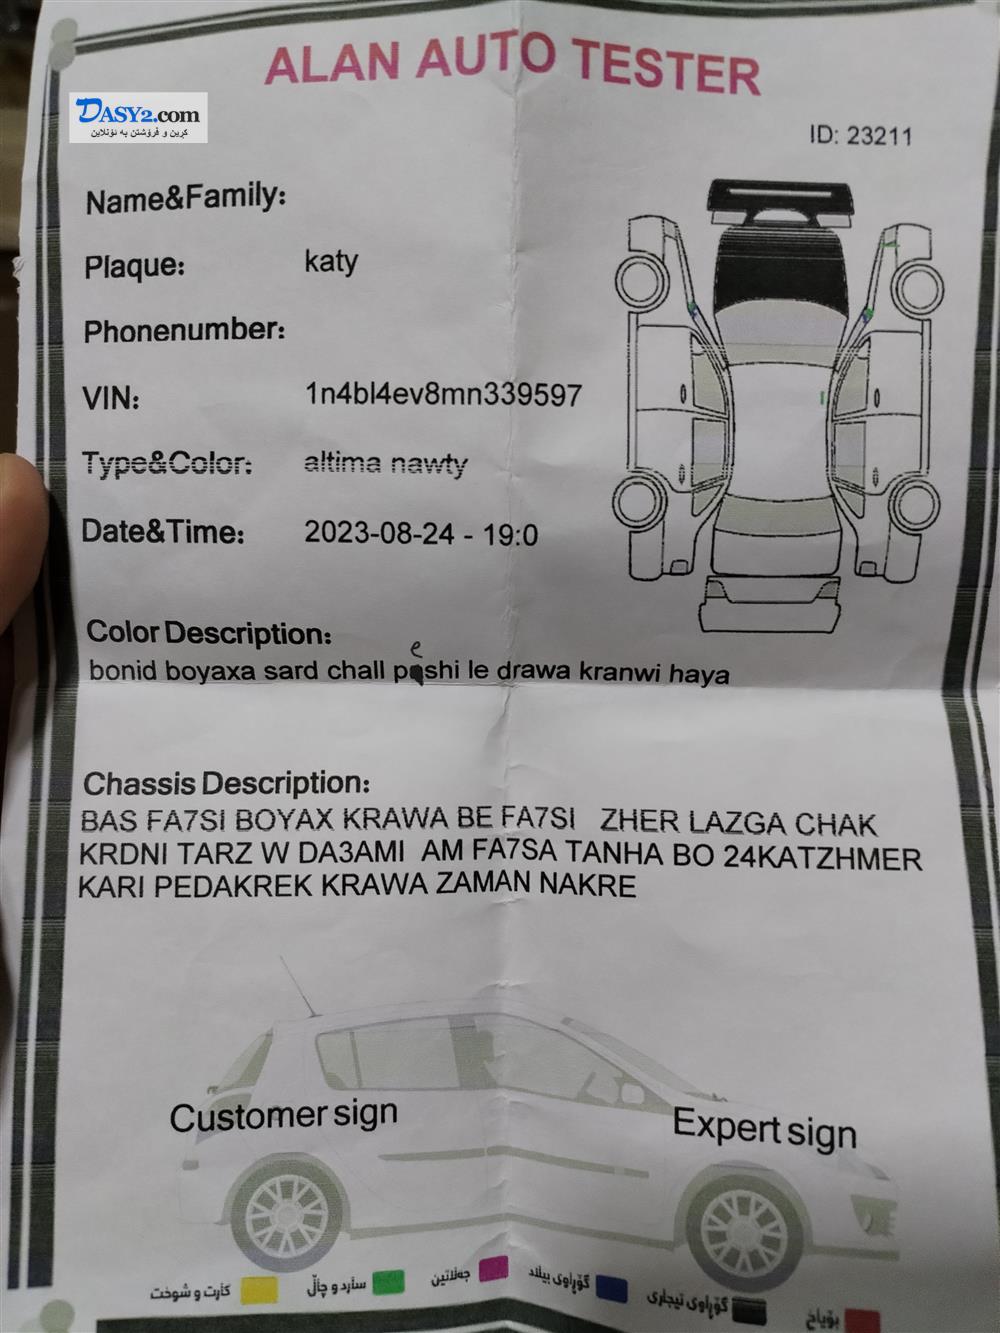 ALAN AUTO TESTER
DASY2.com
کڕین و فرۆشتن بە ئۆنلاین
ID: 23211
Name&Family:
Plaque: katy
Phonenumber:
VIN: 1n4bl4ev8mn339597
Type&Color: altima nawty
Date&Time: 2023-08-24 - 19:0
Color Description:
bonid boyaxa sard chall peshi le drawa kranwi haya
Chassis Description:
BAS FA7SI BOYAX KRAWA BE FA7SI ZHER LAZGA CHAK
KRDNI TARZ W DA3AMI AM FA7SA TANHA BO 24KATZHMER
KARI PEDAKREK KRAWA ZAMAN NAKRE
Customer sign
Expert sign
بۆیاخ گۆڕاوی تیجاری گۆڕاوی بیلاد جەلاتین سارد و چاڵ کارت و شوخت